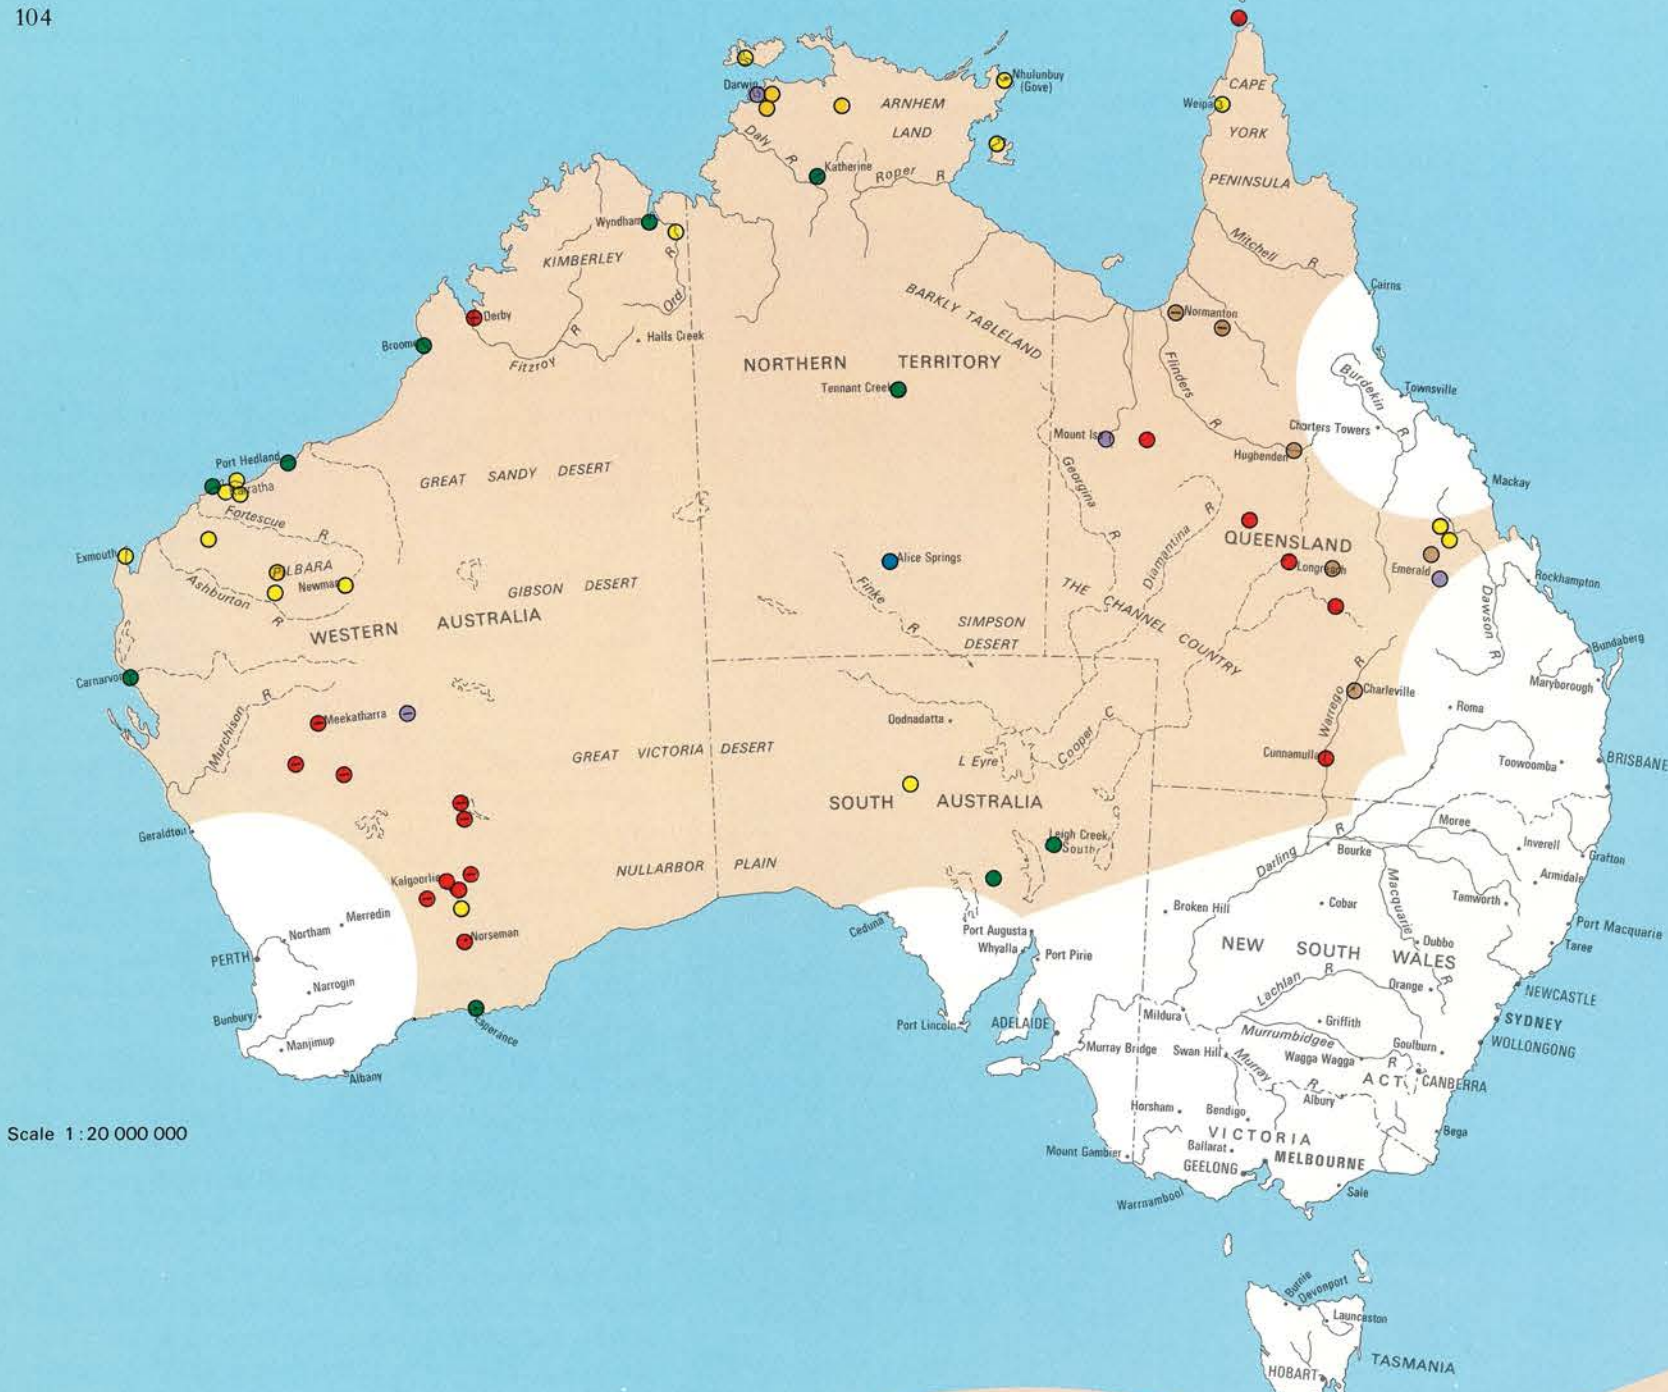 104
Darwin
Nhulunbuy
(Gove)
ARNHEM
LAND
Daly R
Katherine
Roper R
CAPE
Weipa
YORK
PENINSULA
Mitchell R
Wyndham
KIMBERLEY
Ord R
Cairns
BARKLY TABLELAND
Normanton
Derby
Halls Creek
Broome
Fitzroy R
NORTHERN TERRITORY
Flinders R
Burdekin R
Townsville
Tennant Creek
Charters Towers
Mount Isa
Hughenden
Port Hedland
GREAT SANDY DESERT
Georgina R
Mackay
Karratha
Fortescue R
Diamantina R
QUEENSLAND
Exmouth
PILBARA
Alice Springs
Longreach
Emerald
Rockhampton
Ashburton R
Newman
GIBSON DESERT
Finke R
THE CHANNEL COUNTRY
Dawson R
WESTERN AUSTRALIA
SIMPSON
DESERT
Bundaberg
Carnarvon
Maryborough
Murchison R
Meekatharra
Oodnadatta
Cooper C
Warrego R
Charleville
Roma
GREAT VICTORIA DESERT
L Eyre
Cunnamulla
Toowoomba
BRISBANE
SOUTH AUSTRALIA
Geraldton
Leigh Creek
South
Moree
Inverell
Grafton
Darling R
Bourke
NULLARBOR PLAIN
Kalgoorlie
Macquarie R
Armidale
Tamworth
Merredin
Northam
Norseman
Ceduna
Broken Hill
Cobar
Port Macquarie
Port Augusta
Whyalla
Port Pirie
NEW SOUTH WALES
Dubbo
Taree
PERTH
Narrogin
Lachlan R
Orange
NEWCASTLE
Bunbury
Esperance
Port Lincoln
ADELAIDE
Mildura
Griffith
SYDNEY
Manjimup
Murray Bridge
Swan Hill
Murrumbidgee R
Goulburn
WOLLONGONG
Wagga Wagga
Albany
Murray R
ACT
CANBERRA
Albury
Horsham
Bendigo
Scale 1:20 000 000
VICTORIA
Bega
Ballarat
Mount Gambier
MELBOURNE
GEELONG
Warrnambool
Sale
Burnie
Devonport
Launceston
TASMANIA
HOBART